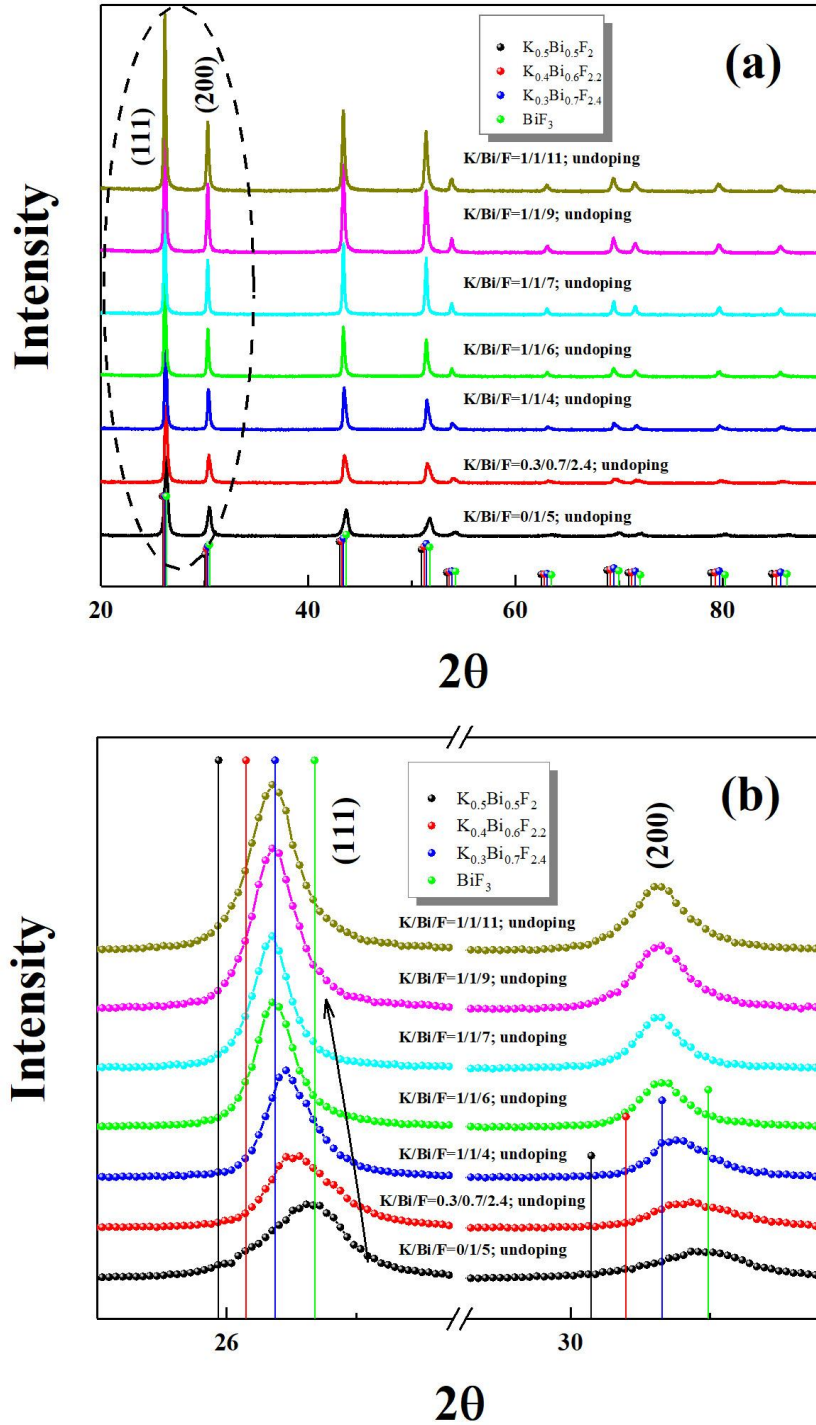 (a)
K0.5Bi0.5F2
K0.4Bi0.6F2.2
K0.3Bi0.7F2.4
BiF3
(111)
(200)
K/Bi/F=1/1/11; undoping
K/Bi/F=1/1/9; undoping
K/Bi/F=1/1/7; undoping
K/Bi/F=1/1/6; undoping
K/Bi/F=1/1/4; undoping
K/Bi/F=0.3/0.7/2.4; undoping
K/Bi/F=0/1/5; undoping
Intensity
20 40 60 80
2θ
(b)
K0.5Bi0.5F2
K0.4Bi0.6F2.2
K0.3Bi0.7F2.4
BiF3
(111)
(200)
K/Bi/F=1/1/11; undoping
K/Bi/F=1/1/9; undoping
K/Bi/F=1/1/7; undoping
K/Bi/F=1/1/6; undoping
K/Bi/F=1/1/4; undoping
K/Bi/F=0.3/0.7/2.4; undoping
K/Bi/F=0/1/5; undoping
Intensity
26 30
2θ